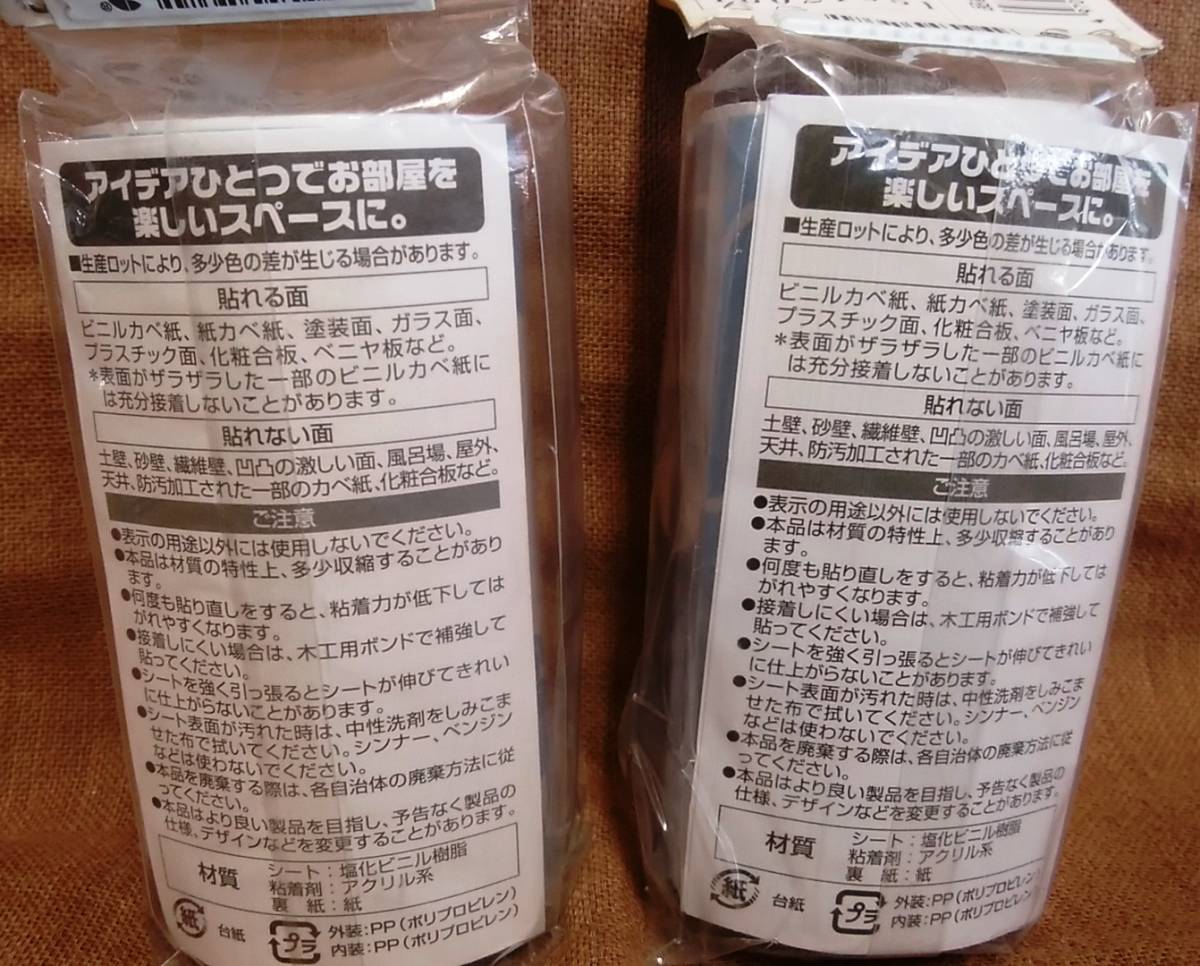 アイデアひとつでお部屋を
楽しいスペースに。
■生産ロットにより、多少色の差が生じる場合があります。
貼れる面
ビニルカベ紙、紙カベ紙、塗装面、ガラス面、
プラスチック面、化粧合板、ベニヤ板など。
*表面がザラザラした一部のビニルカベ紙に
は充分接着しないことがあります。
貼れない面
土壁、砂壁、繊維壁、凹凸の激しい面、風呂場、屋外、
天井、防汚加工された一部のカベ紙、化粧合板など。
ご注意
●表示の用途以外には使用しないでください。
●本品は材質の特性上、多少収縮することがあり
ます。
●何度も貼り直しをすると、粘着力が低下しては
がれやすくなります。
●接着しにくい場合は、木工用ボンドで補強して
貼ってください。
●シートを強く引っ張るとシートが伸びてきれい
に仕上がらないことがあります。
●シート表面が汚れた時は、中性洗剤をしみこま
せた布で拭いてください。シンナー、ベンジン
などは使わないでください。
●本品を廃棄する際は、各自治体の廃棄方法に従
ってください。
●本品はより良い製品を目指し、予告なく製品の
仕様、デザインなどを変更することがあります。
材質
シート:塩化ビニル樹脂
粘着剤:アクリル系
裏紙:紙
紙
台紙
プラ
外装:PP(ポリプロピレン)
内装:PP(ポリプロピレン)
アイデアひとつでお部屋を
楽しいスペースに。
■生産ロットにより、多少色の差が生じる場合があります。
貼れる面
ビニルカベ紙、紙カベ紙、塗装面、ガラス面、
プラスチック面、化粧合板、ベニヤ板など。
*表面がザラザラした一部のビニルカベ紙に
は充分接着しないことがあります。
貼れない面
土壁、砂壁、繊維壁、凹凸の激しい面、風呂場、屋外、
天井、防汚加工された一部のカベ紙、化粧合板など。
ご注意
●表示の用途以外には使用しないでください。
●本品は材質の特性上、多少収縮することがあり
ます。
●何度も貼り直しをすると、粘着力が低下しては
がれやすくなります。
●接着しにくい場合は、木工用ボンドで補強して
貼ってください。
●シートを強く引っ張るとシートが伸びてきれい
に仕上がらないことがあります。
●シート表面が汚れた時は、中性洗剤をしみこま
せた布で拭いてください。シンナー、ベンジン
などは使わないでください。
●本品を廃棄する際は、各自治体の廃棄方法に従
ってください。
●本品はより良い製品を目指し、予告なく製品の
仕様、デザインなどを変更することがあります。
材質
シート:塩化ビニル樹脂
粘着剤:アクリル系
裏紙:紙
紙
台紙
プラ
外装:PP(ポリプロピレン)
内装:PP(ポリプロピレン)